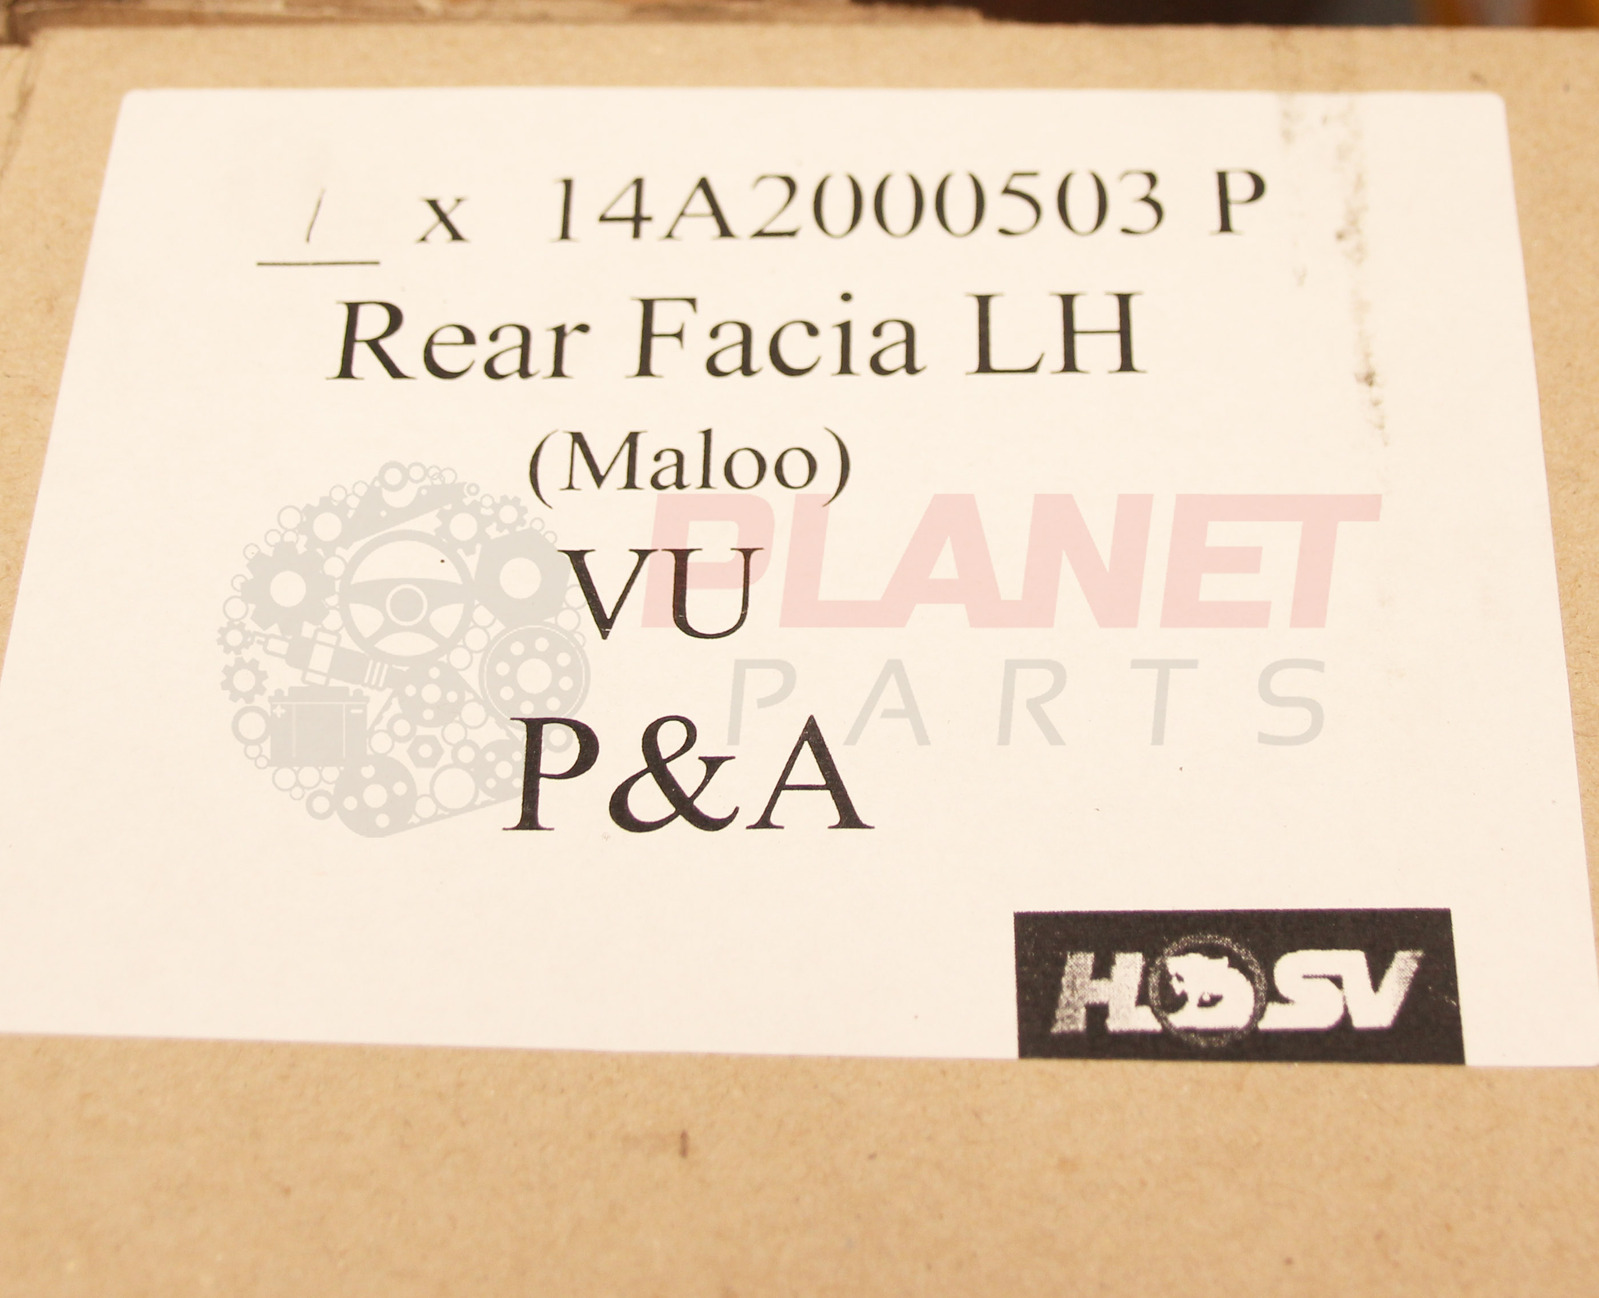 1 x 14A2000503 P
Rear Facia LH
(Maloo)
VU
PLANET
PARTS
P&A
HSV